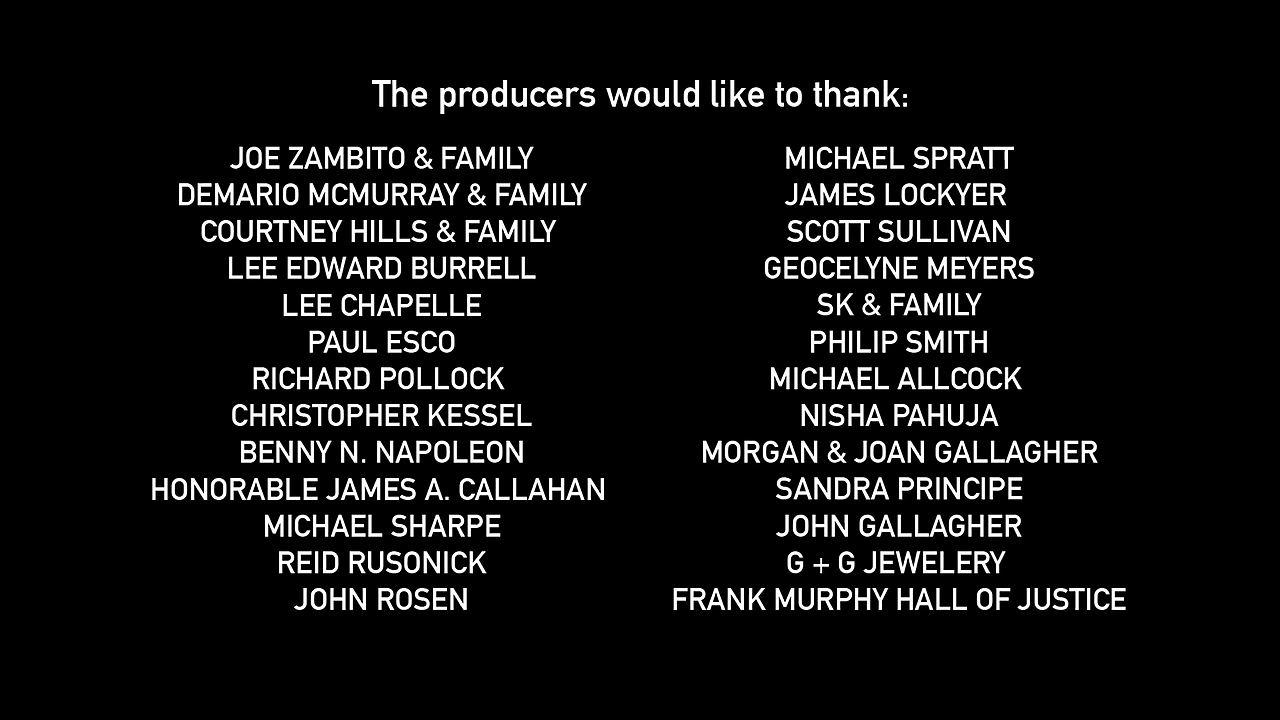 The producers would like to thank:
JOE ZAMBITO & FAMILY
DEMARIO MCMURRAY & FAMILY
COURTNEY HILLS & FAMILY
LEE EDWARD BURRELL
LEE CHAPELLE
PAUL ESCO
RICHARD POLLOCK
CHRISTOPHER KESSEL
BENNY N. NAPOLEON
HONORABLE JAMES A. CALLAHAN
MICHAEL SHARPE
REID RUSONICK
JOHN ROSEN
MICHAEL SPRATT
JAMES LOCKYER
SCOTT SULLIVAN
GEOCELYNE MEYERS
SK & FAMILY
PHILIP SMITH
MICHAEL ALLCOCK
NISHA PAHUJA
MORGAN & JOAN GALLAGHER
SANDRA PRINCIPE
JOHN GALLAGHER
G + G JEWELERY
FRANK MURPHY HALL OF JUSTICE